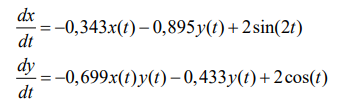 dx/dt = −0,343x(t) − 0,895y(t) + 2sin(2t)
dy/dt = −0,699x(t)y(t) − 0,433y(t) + 2cos(t)